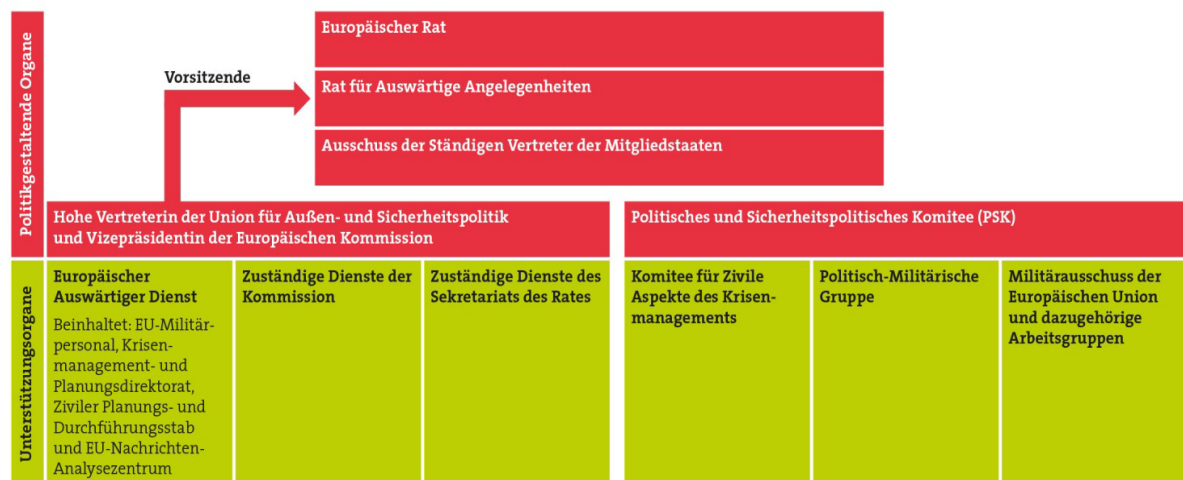 Politikgestaltende Organe
Europäischer Rat
Vorsitzende
Rat für Auswärtige Angelegenheiten
Ausschuss der Ständigen Vertreter der Mitgliedstaaten
Hohe Vertreterin der Union für Außen- und Sicherheitspolitik
und Vizepräsidentin der Europäischen Kommission
Politisches und Sicherheitspolitisches Komitee (PSK)
Unterstützungsorgane
Europäischer
Auswärtiger Dienst
Beinhaltet: EU-Militär-
personal, Krisen-
management- und
Planungsdirektorat,
Ziviler Planungs- und
Durchführungsstab
und EU-Nachrichten-
Analysezentrum
Zuständige Dienste der
Kommission
Zuständige Dienste des
Sekretariats des Rates
Komitee für Zivile
Aspekte des Krisen-
managements
Politisch-Militärische
Gruppe
Militärausschuss der
Europäischen Union
und dazugehörige
Arbeitsgruppen